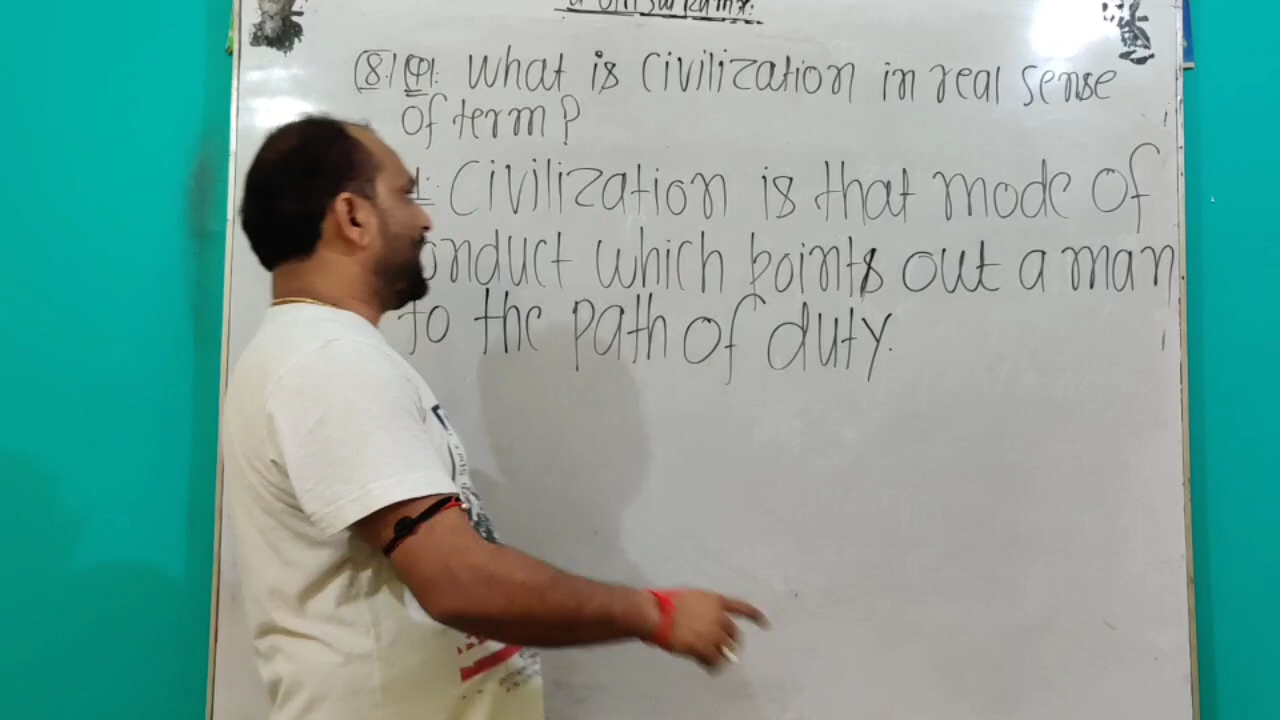 (8) Q1: What is Civilization in real sense
of term?
Civilization is that mode of
onduct which points out a man
to the path of duty.